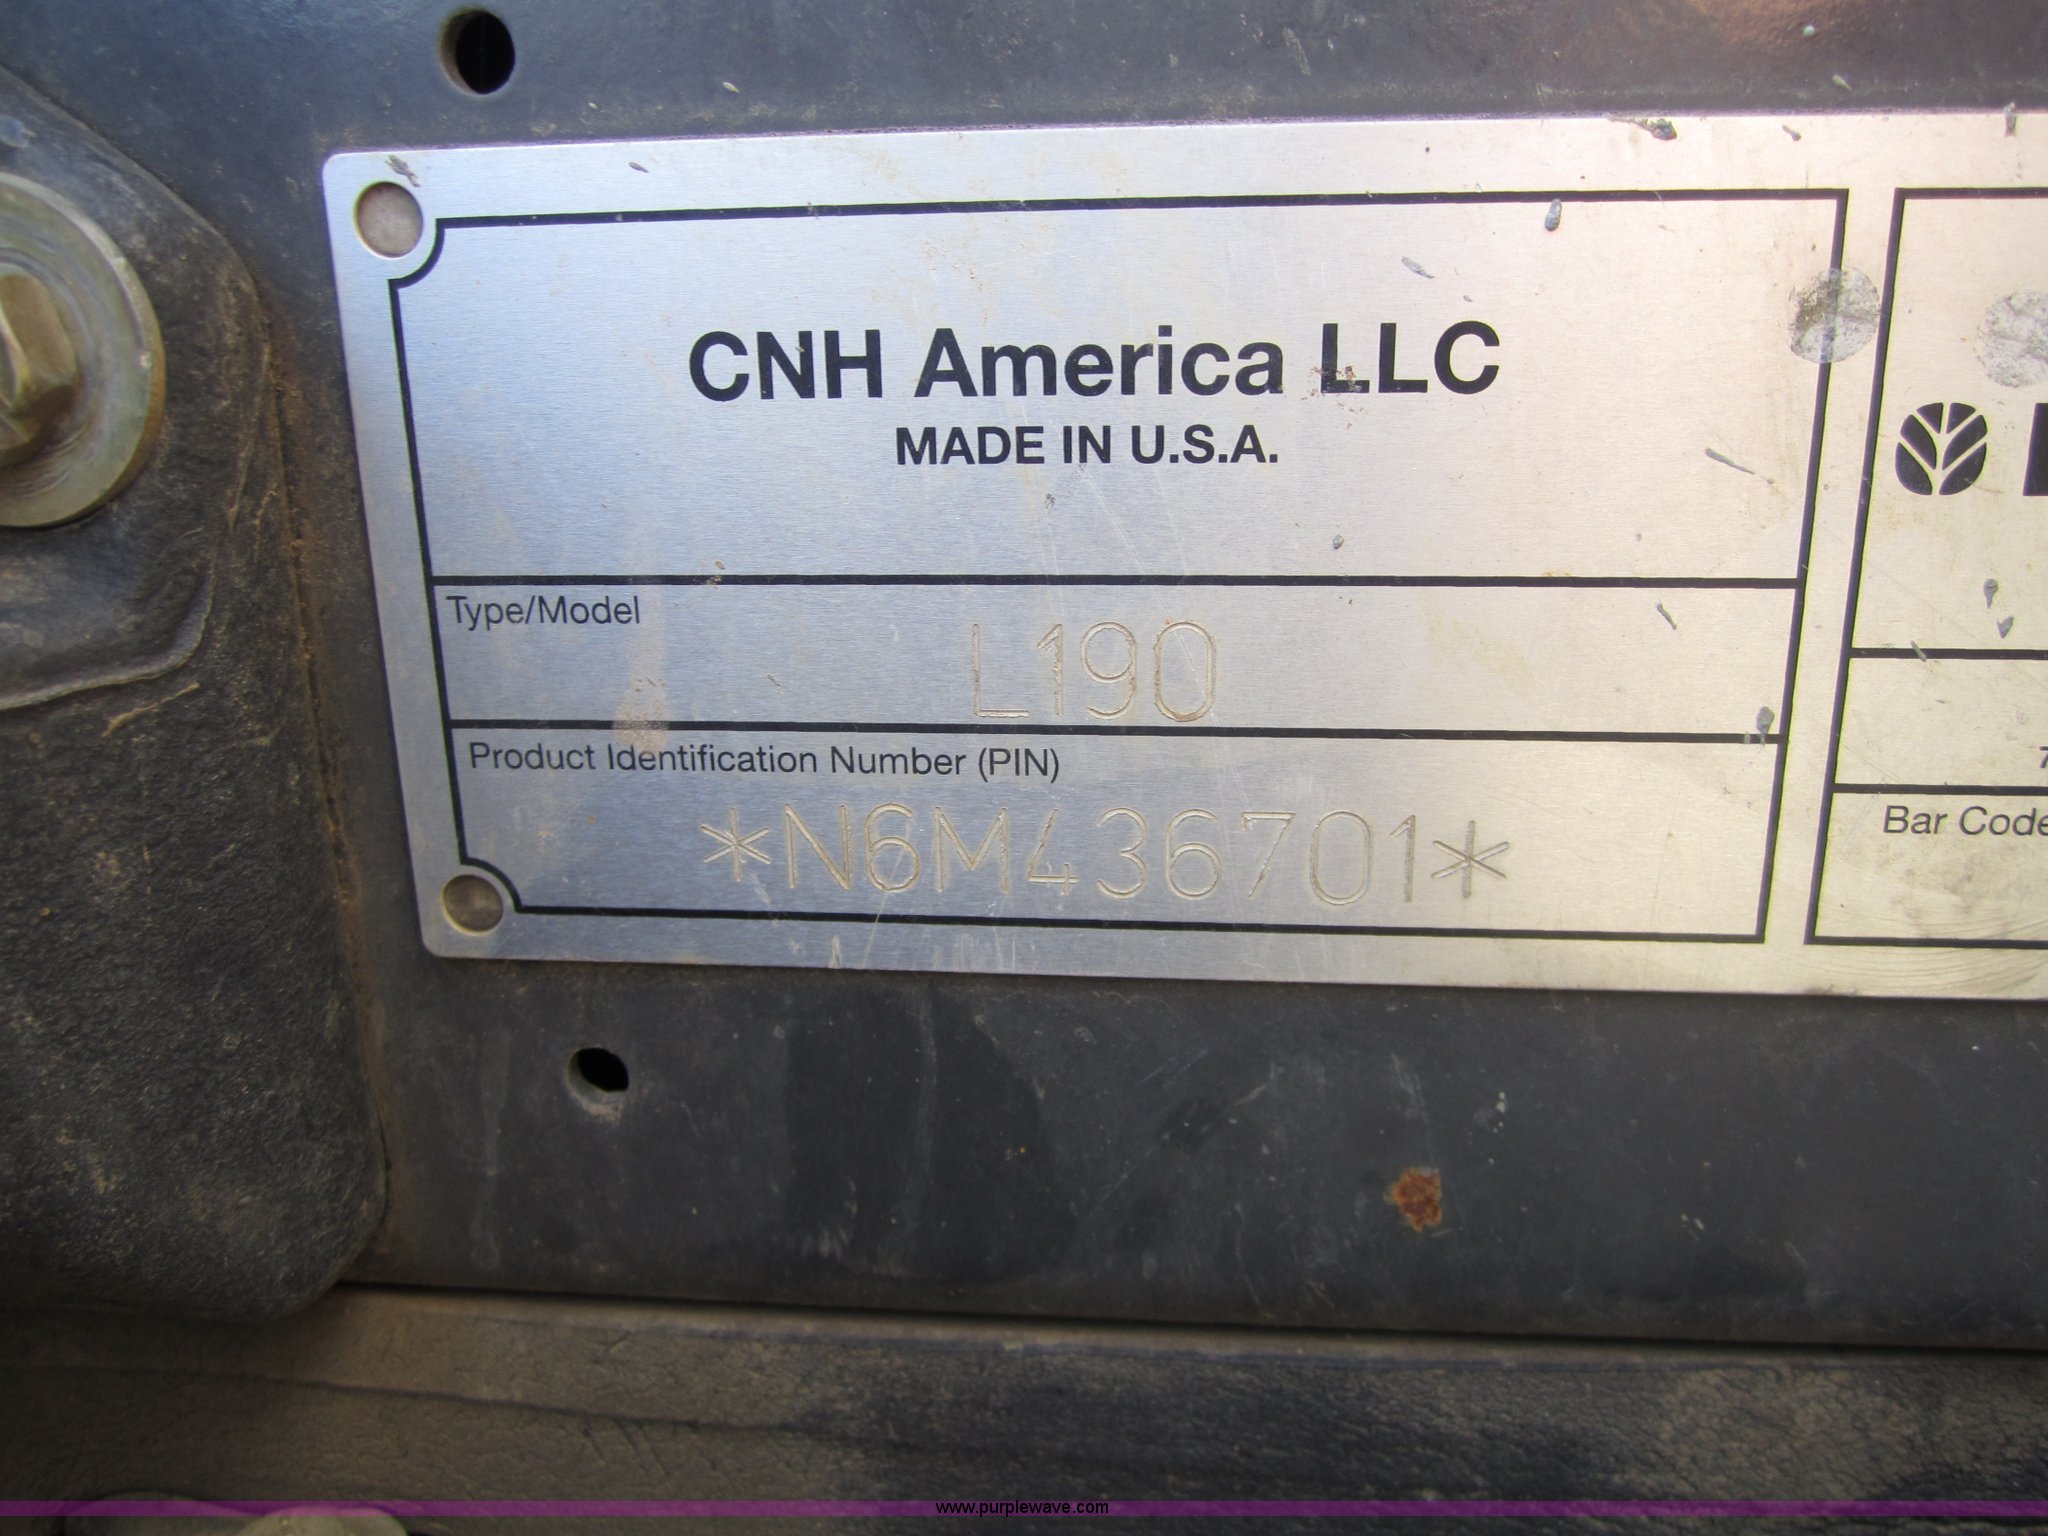 CNH America LLC
MADE IN U.S.A.
Type/Model
L190
Product Identification Number (PIN)
*N6M436701*
Bar Code
www.purplewave.com